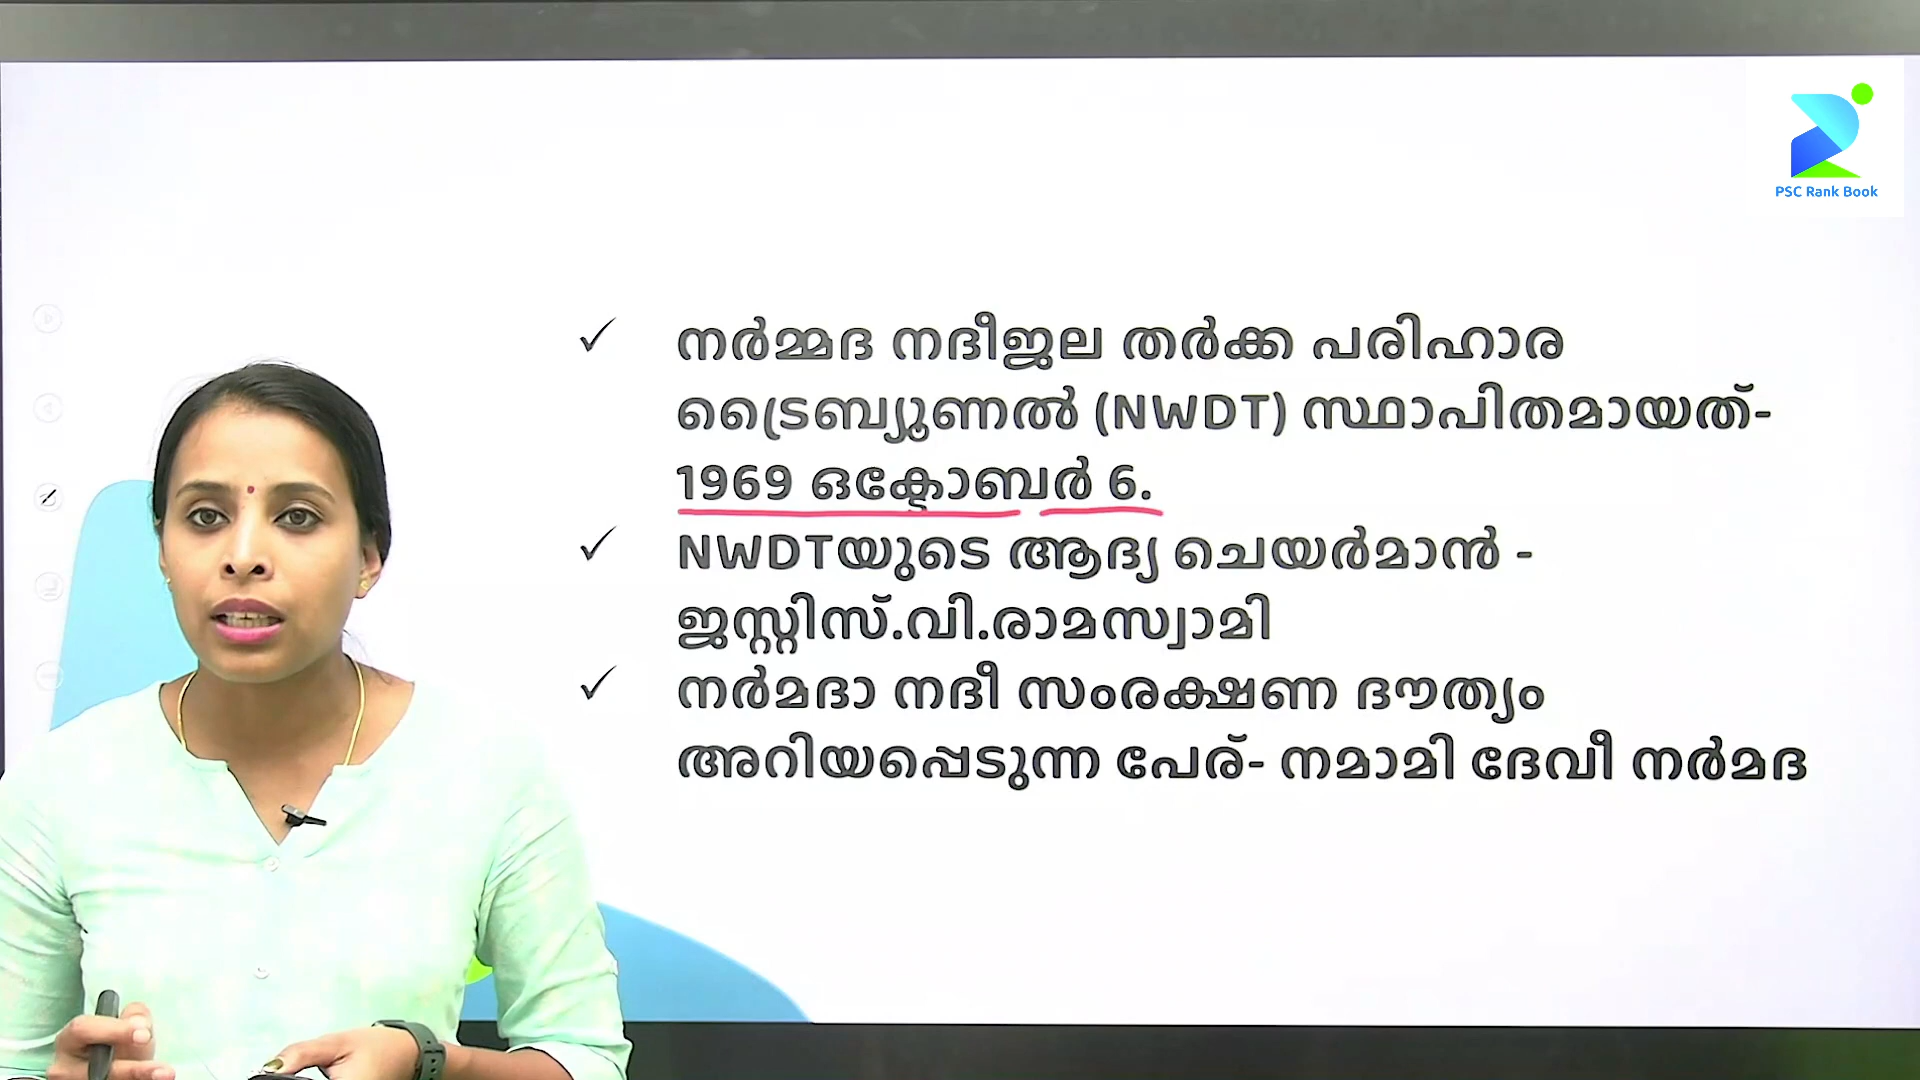 PSC Rank Book
നർമ്മദ നദീജല തർക്ക പരിഹാര
ട്രൈബ്യൂണൽ (NWDT) സ്ഥാപിതമായത്-
1969 ഒക്ടോബർ 6.
NWDTയുടെ ആദ്യ ചെയർമാൻ -
ജസ്റ്റിസ്.വി.രാമസ്വാമി
നർമദാ നദീ സംരക്ഷണ ദൗത്യം
അറിയപ്പെടുന്ന പേര്- നമാമി ദേവീ നർമദ